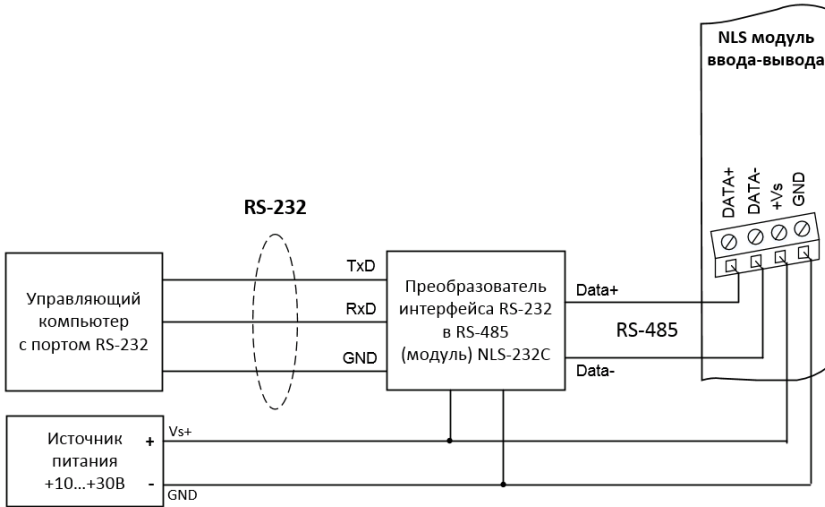 NLS модуль
ввода-вывода
DATA+
DATA-
+Vs
GND
RS-232
TxD
RxD
GND
Управляющий
компьютер
с портом RS-232
Преобразователь
интерфейса RS-232
в RS-485
(модуль) NLS-232C
Data+
RS-485
Data-
Источник
питания
+10...+30В
+
-
Vs+
GND